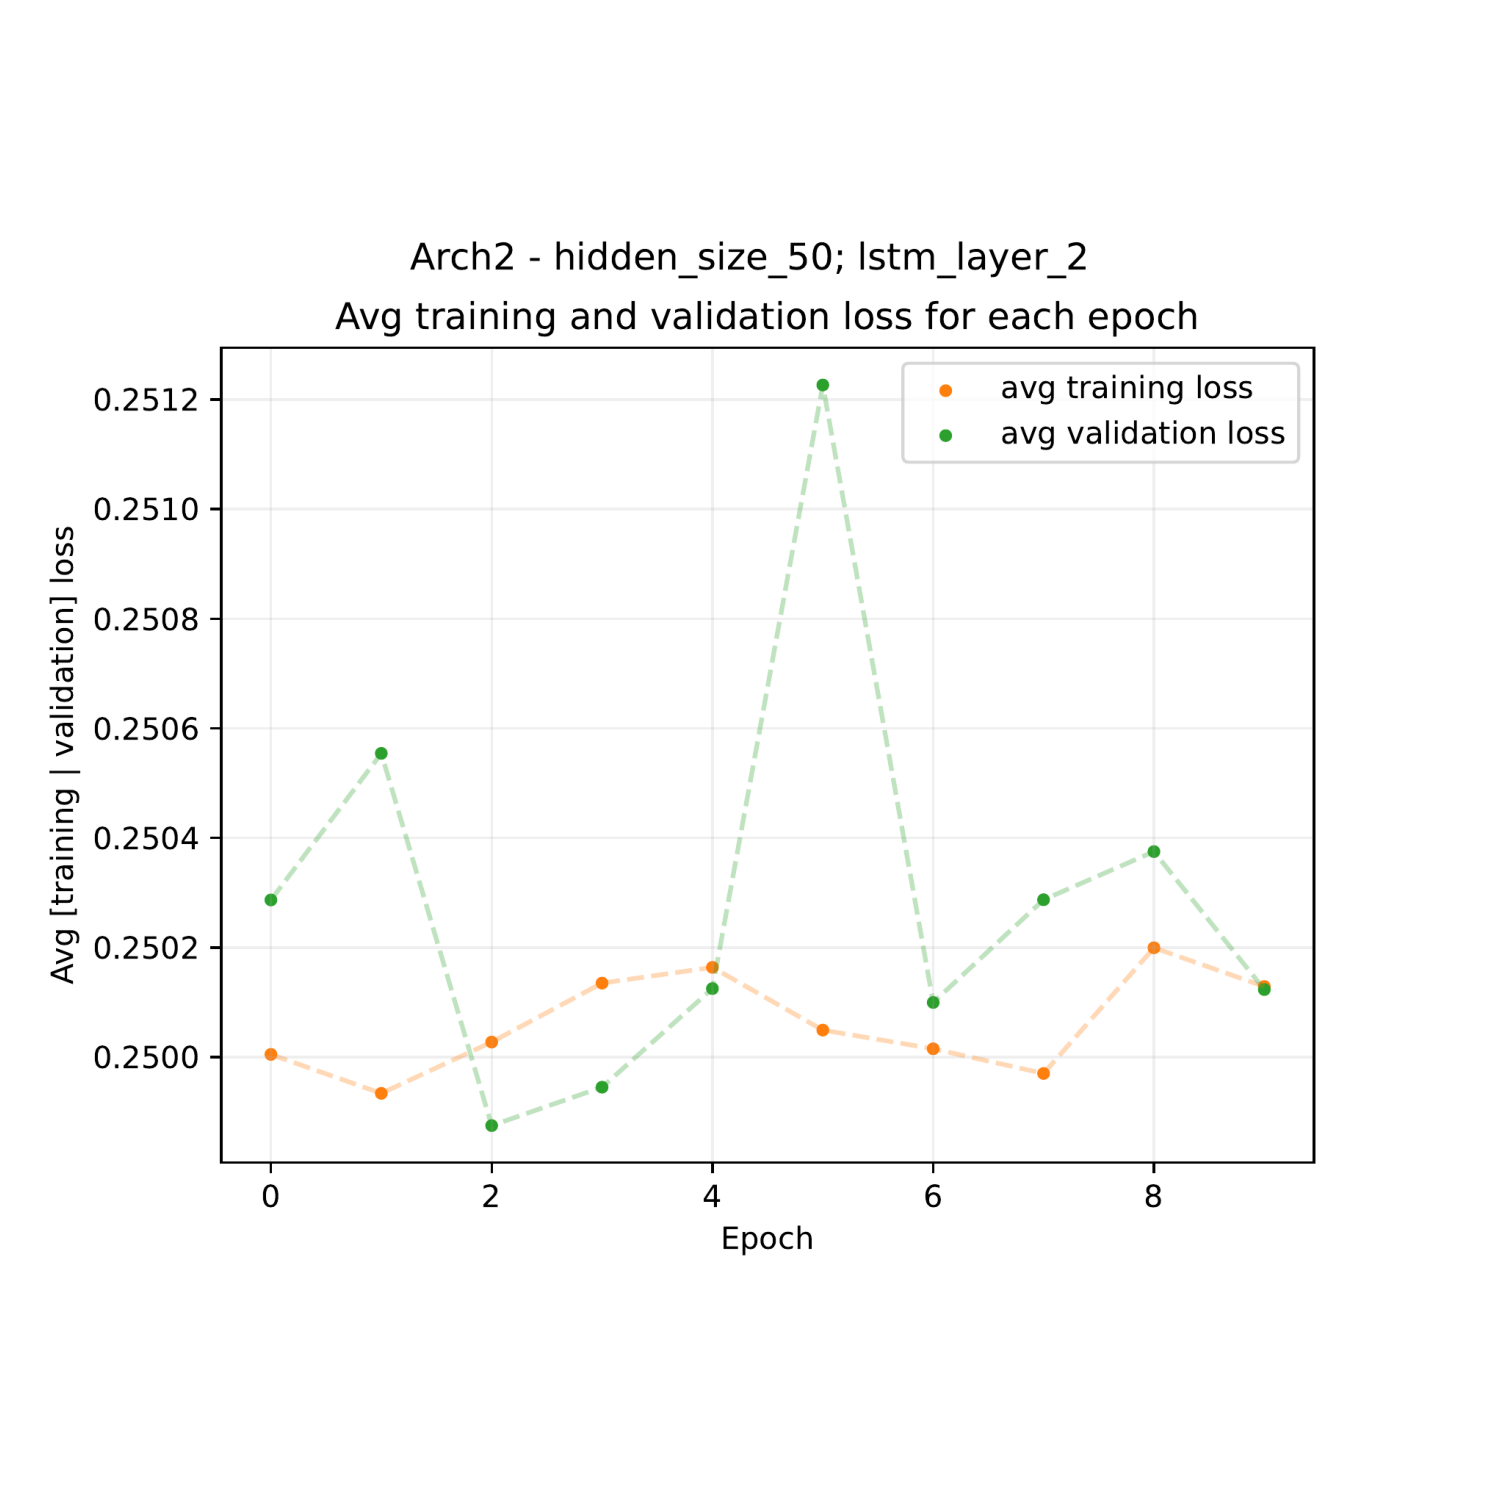 Arch2 - hidden_size_50; lstm_layer_2
Avg training and validation loss for each epoch
avg training loss
avg validation loss
Avg [training | validation] loss
0.2512
0.2510
0.2508
0.2506
0.2504
0.2502
0.2500
0 2 4 6 8
Epoch